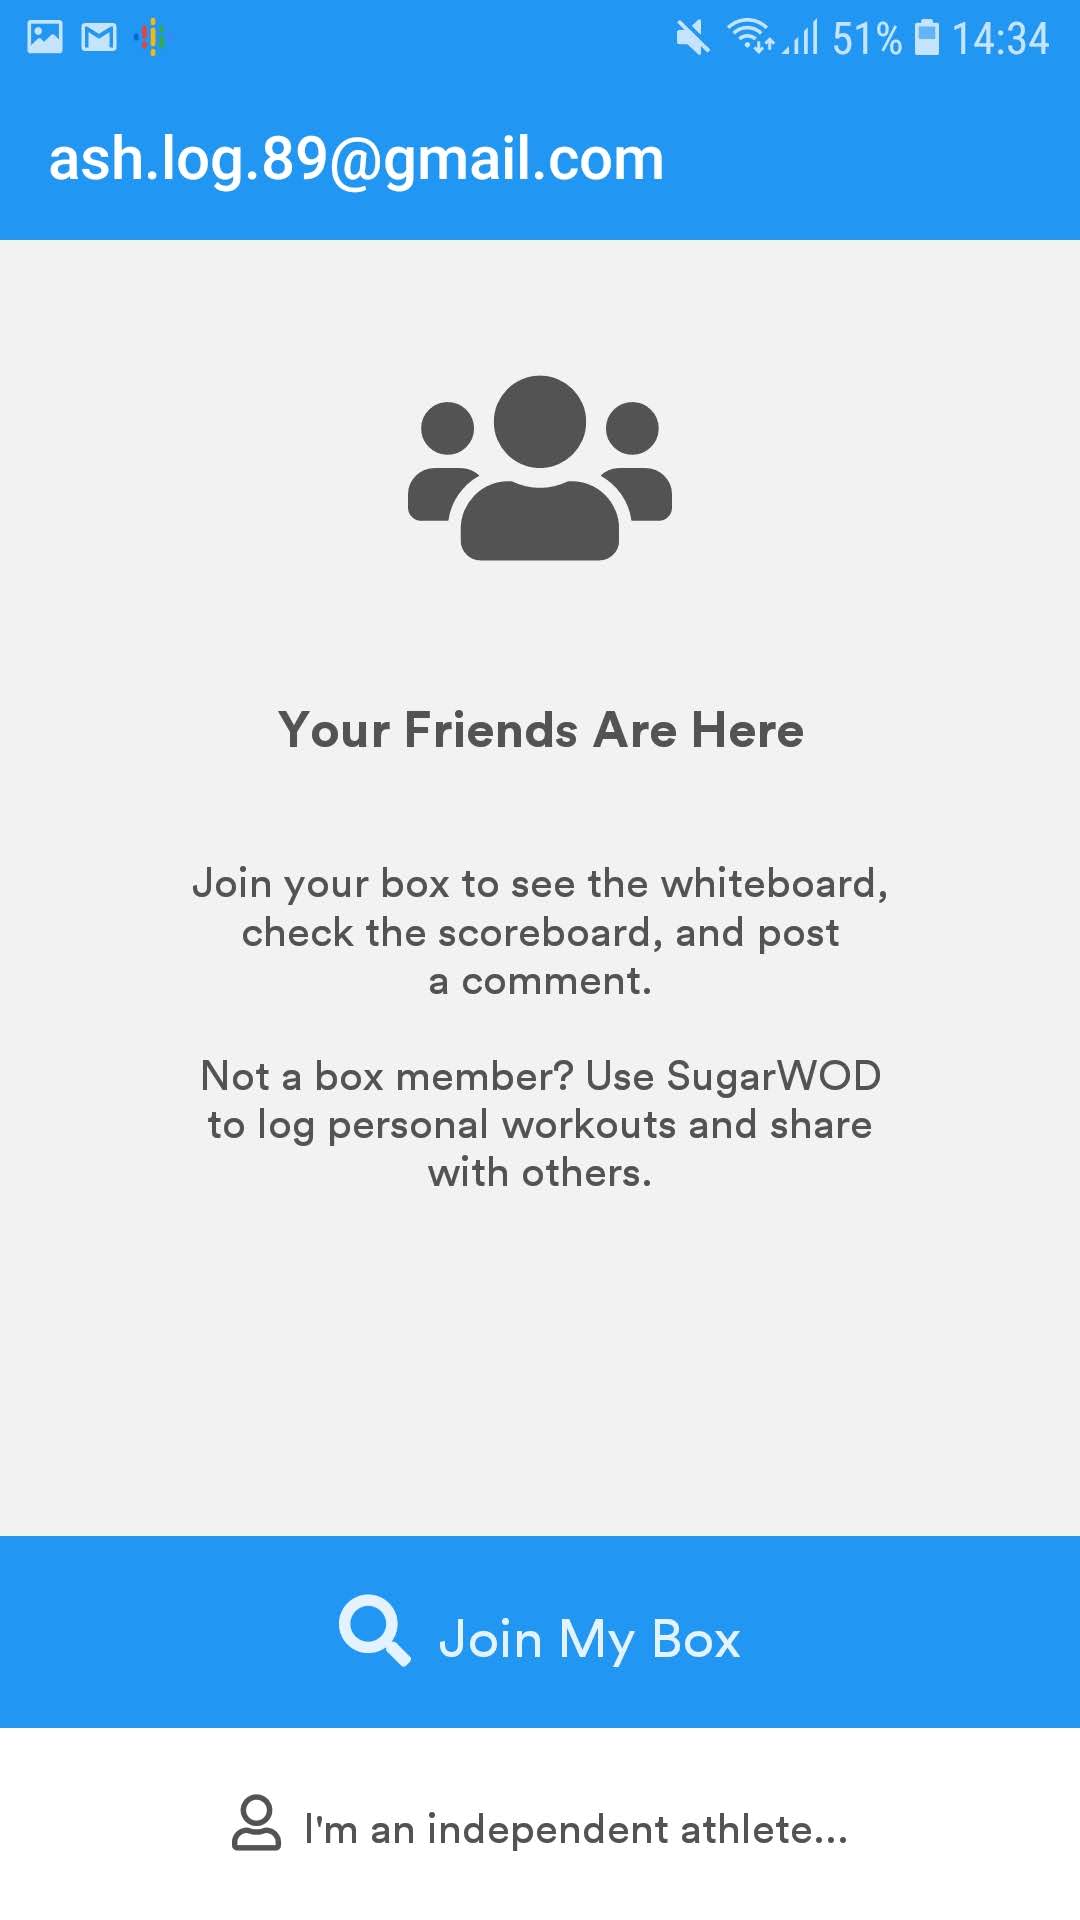 51% 14:34
ash.log.89@gmail.com
Your Friends Are Here
Join your box to see the whiteboard,
check the scoreboard, and post
a comment.
Not a box member? Use SugarWOD
to log personal workouts and share
with others.
Join My Box
I'm an independent athlete...